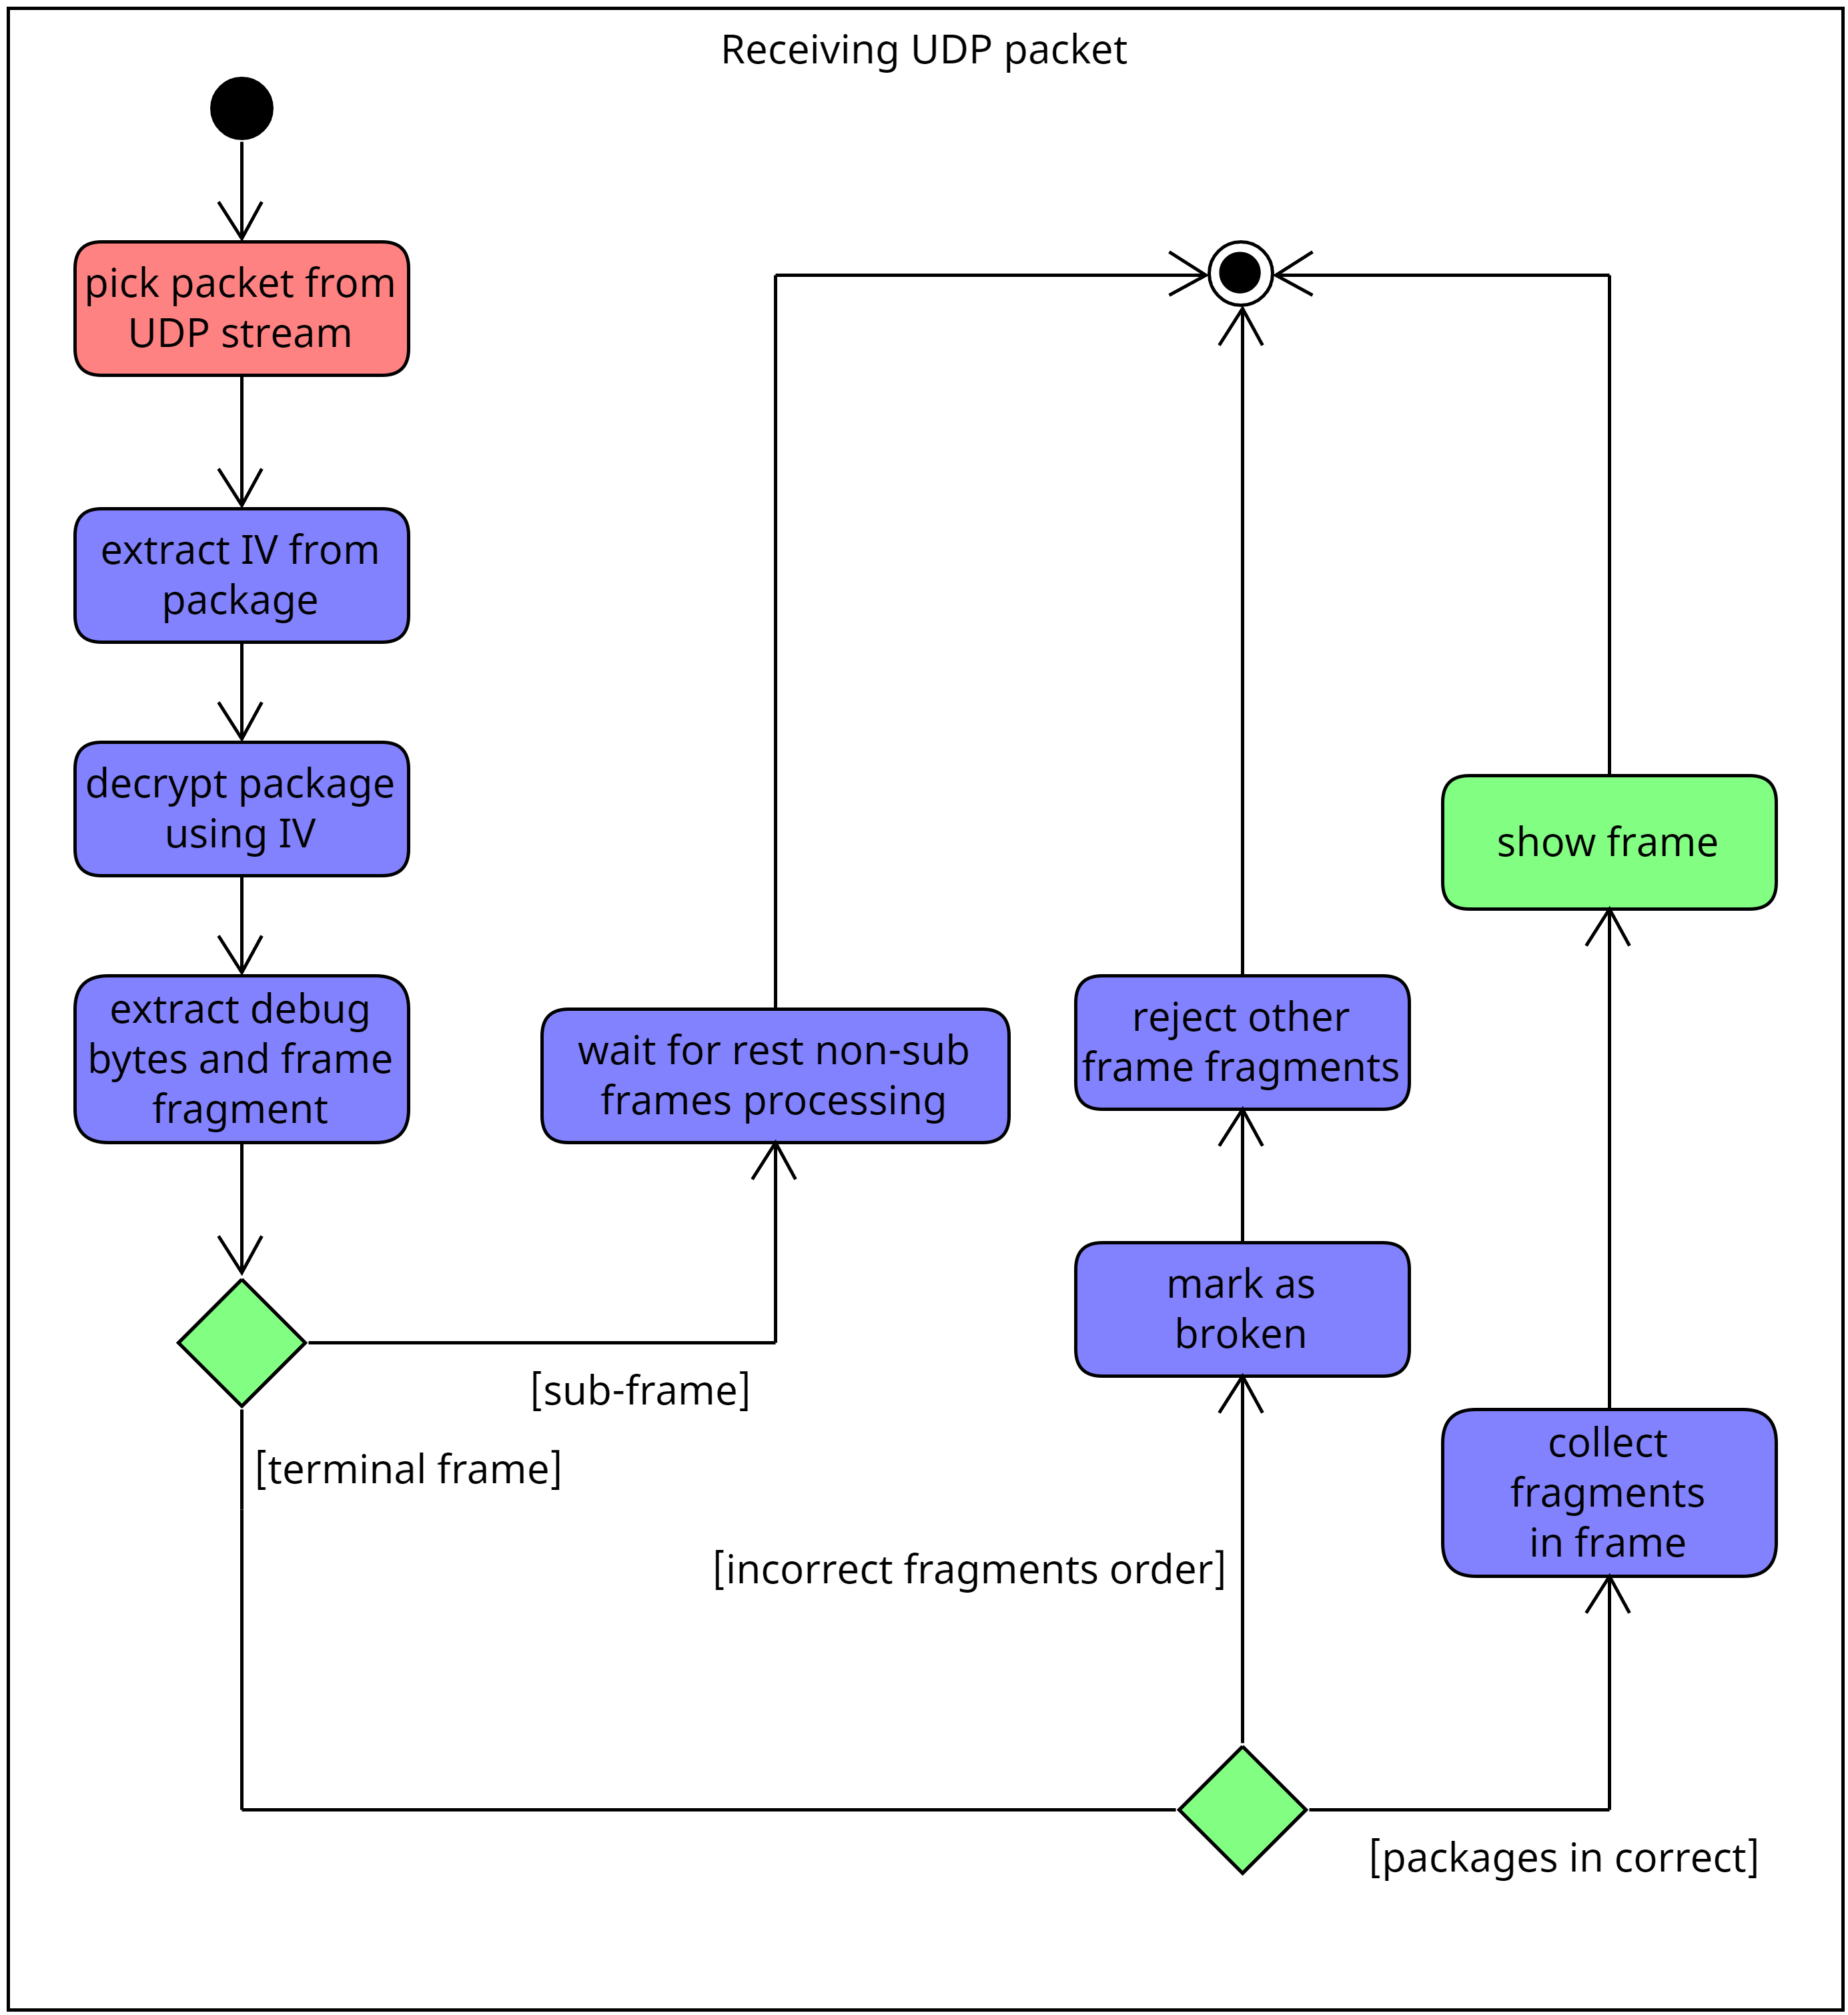 Receiving UDP packet
pick packet from
UDP stream
extract IV from
package
decrypt package
using IV
extract debug
bytes and frame
fragment
[sub-frame]
[terminal frame]
wait for rest non-sub
frames processing
[incorrect fragments order]
mark as
broken
reject other
frame fragments
[packages in correct]
collect
fragments
in frame
show frame